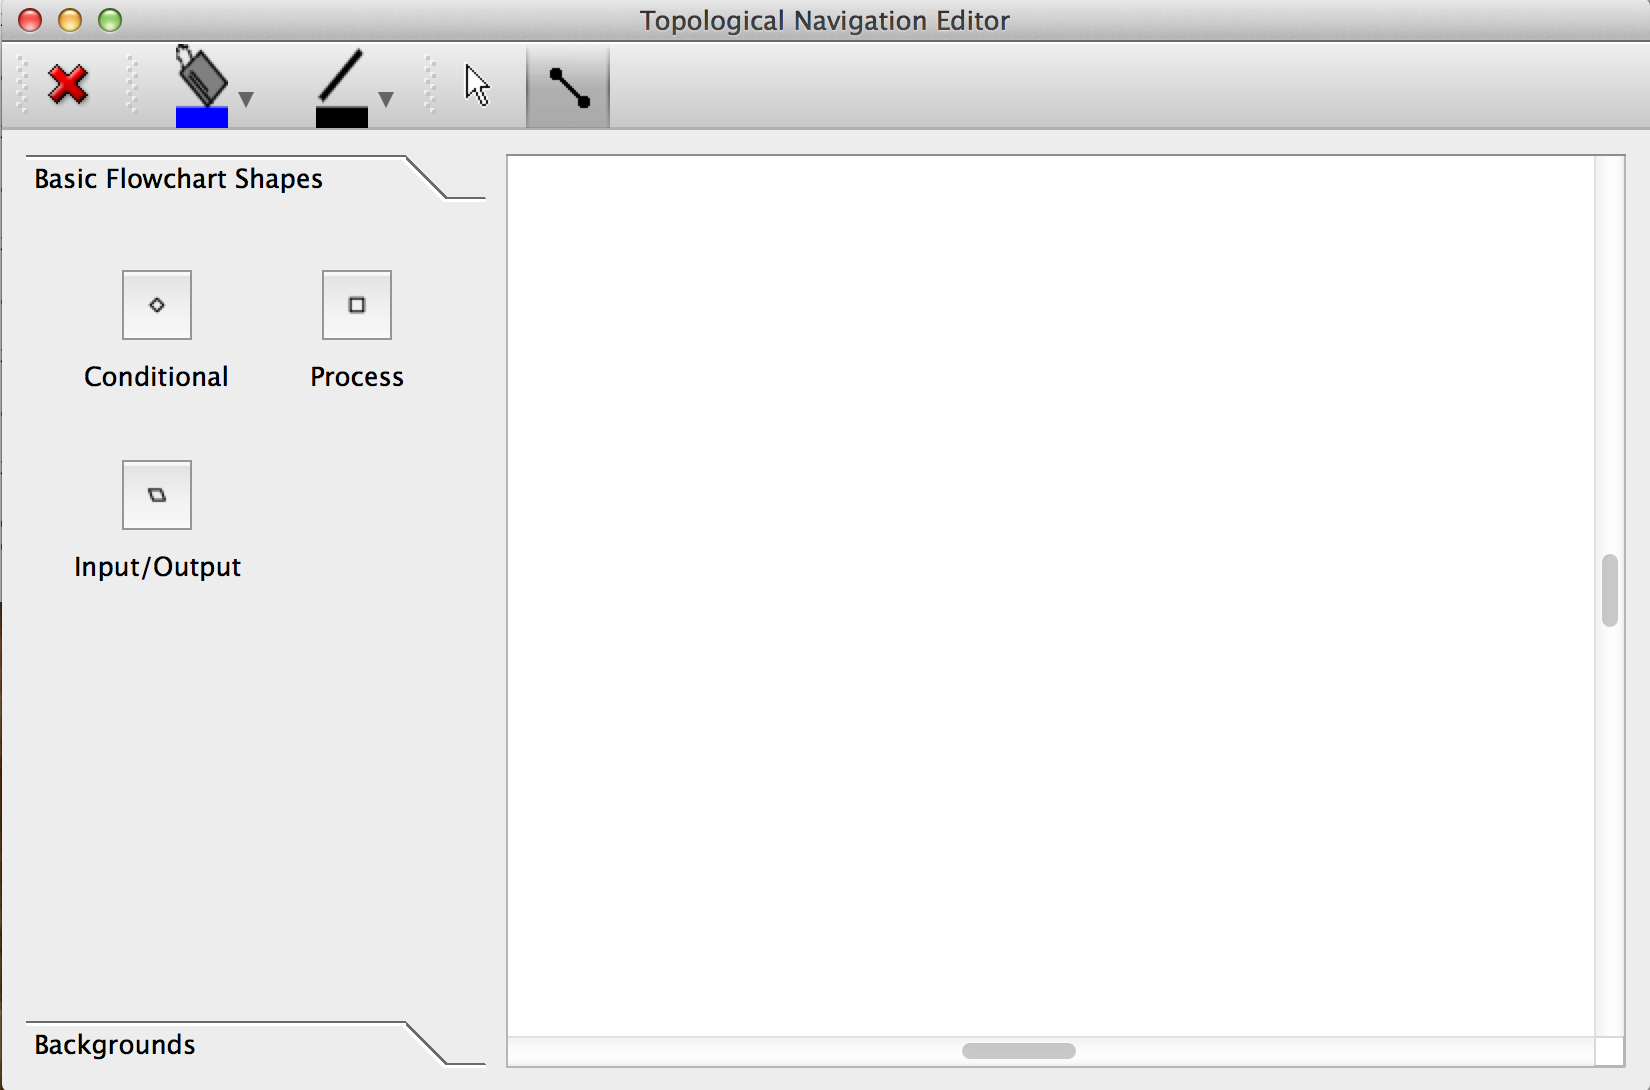 Topological Navigation Editor
Basic Flowchart Shapes
Conditional
Process
Input/Output
Backgrounds